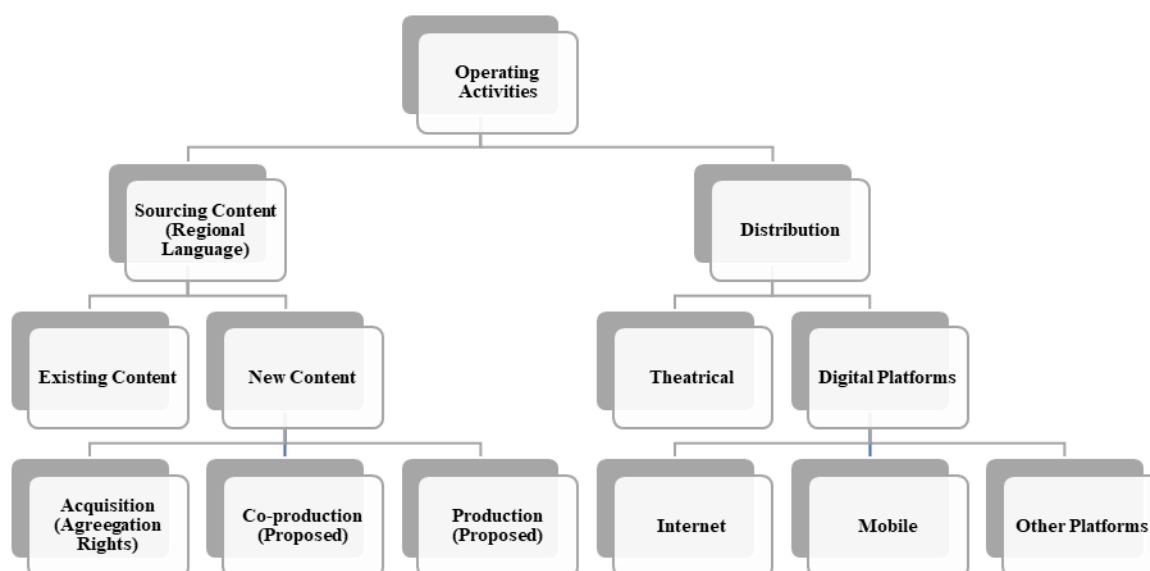 Operating
Activities
Sourcing Content
(Regional
Language)
Distribution
Existing Content
New Content
Theatrical
Digital Platforms
Acquisition
(Agreegation
Rights)
Co-production
(Proposed)
Production
(Proposed)
Internet
Mobile
Other Platforms